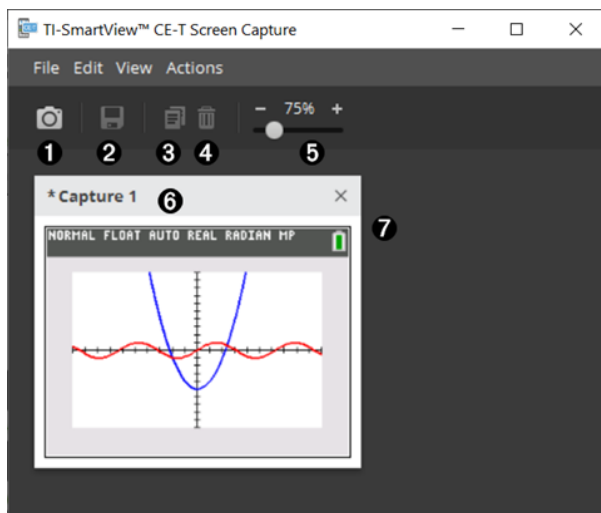 TI-SmartView™ CE-T Screen Capture
File Edit View Actions
− 75% +
1 2 3 4 5
*Capture 1 6
7
NORMAL FLOAT AUTO REAL RADIAN MP